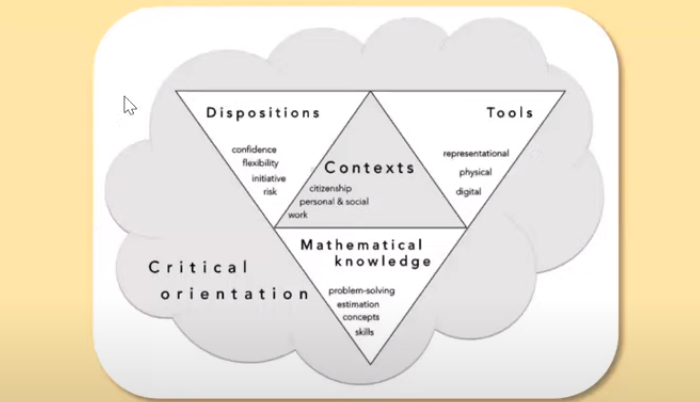 Dispositions
confidence
flexibility
initiative
risk
Tools
representational
physical
digital
Contexts
citizenship
personal & social
work
Mathematical
knowledge
problem-solving
estimation
concepts
skills
Critical
orientation